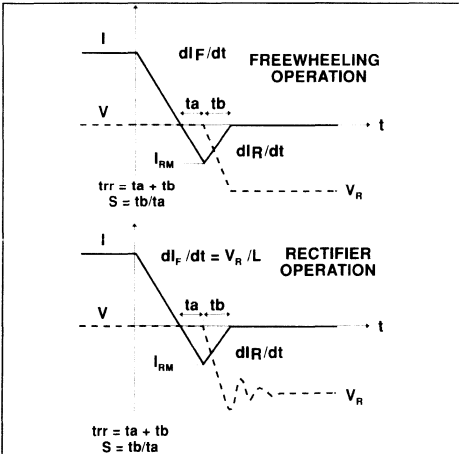 I
dIF/dt
FREEWHEELING
OPERATION
ta tb
V
t
IRM
dIR/dt
trr = ta + tb
S = tb/ta
VR
I
dIF/dt = VR/L
RECTIFIER
OPERATION
ta tb
V
t
IRM
dIR/dt
VR
trr = ta + tb
S = tb/ta